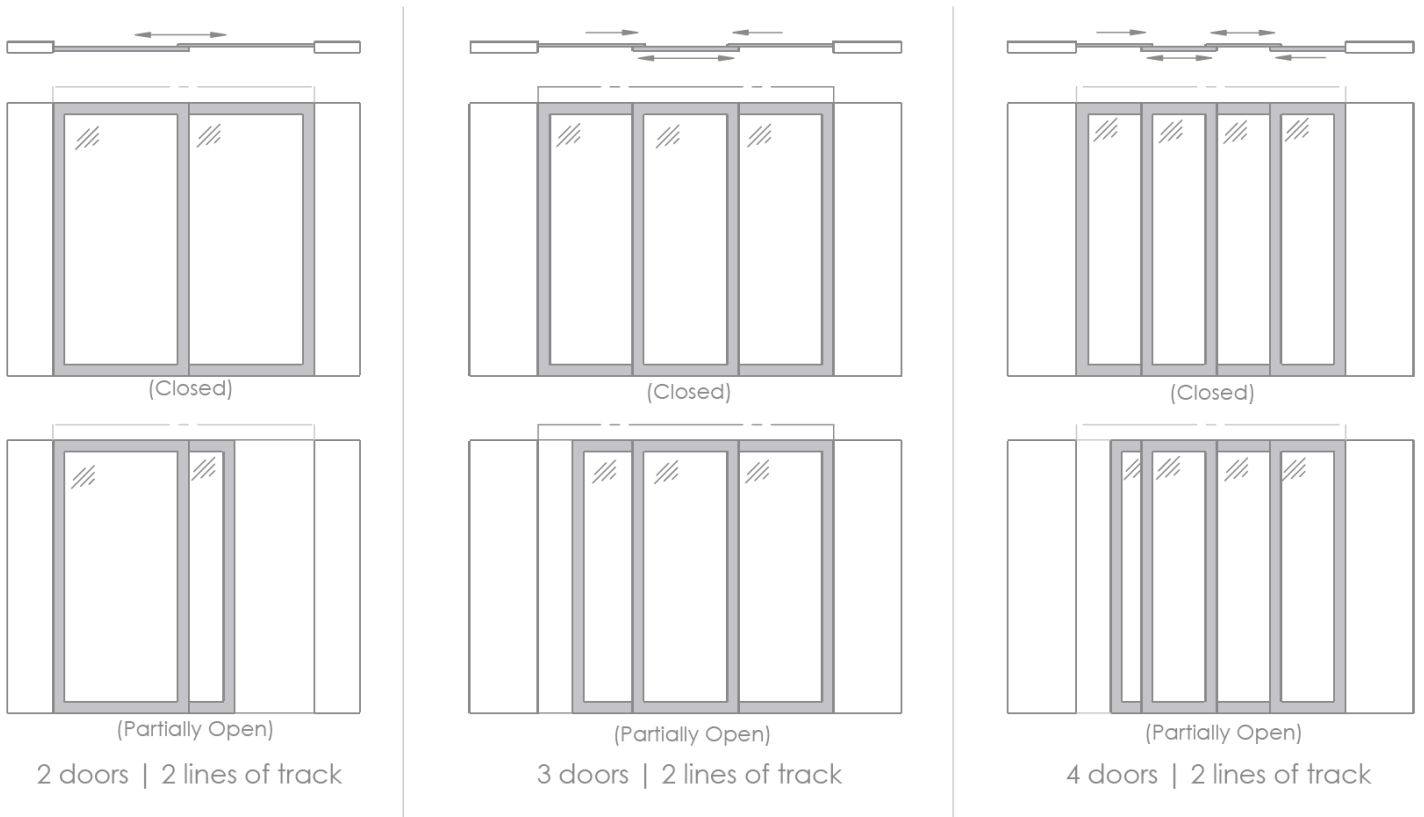 (Closed)
(Partially Open)
2 doors | 2 lines of track
(Closed)
(Partially Open)
3 doors | 2 lines of track
(Closed)
(Partially Open)
4 doors | 2 lines of track